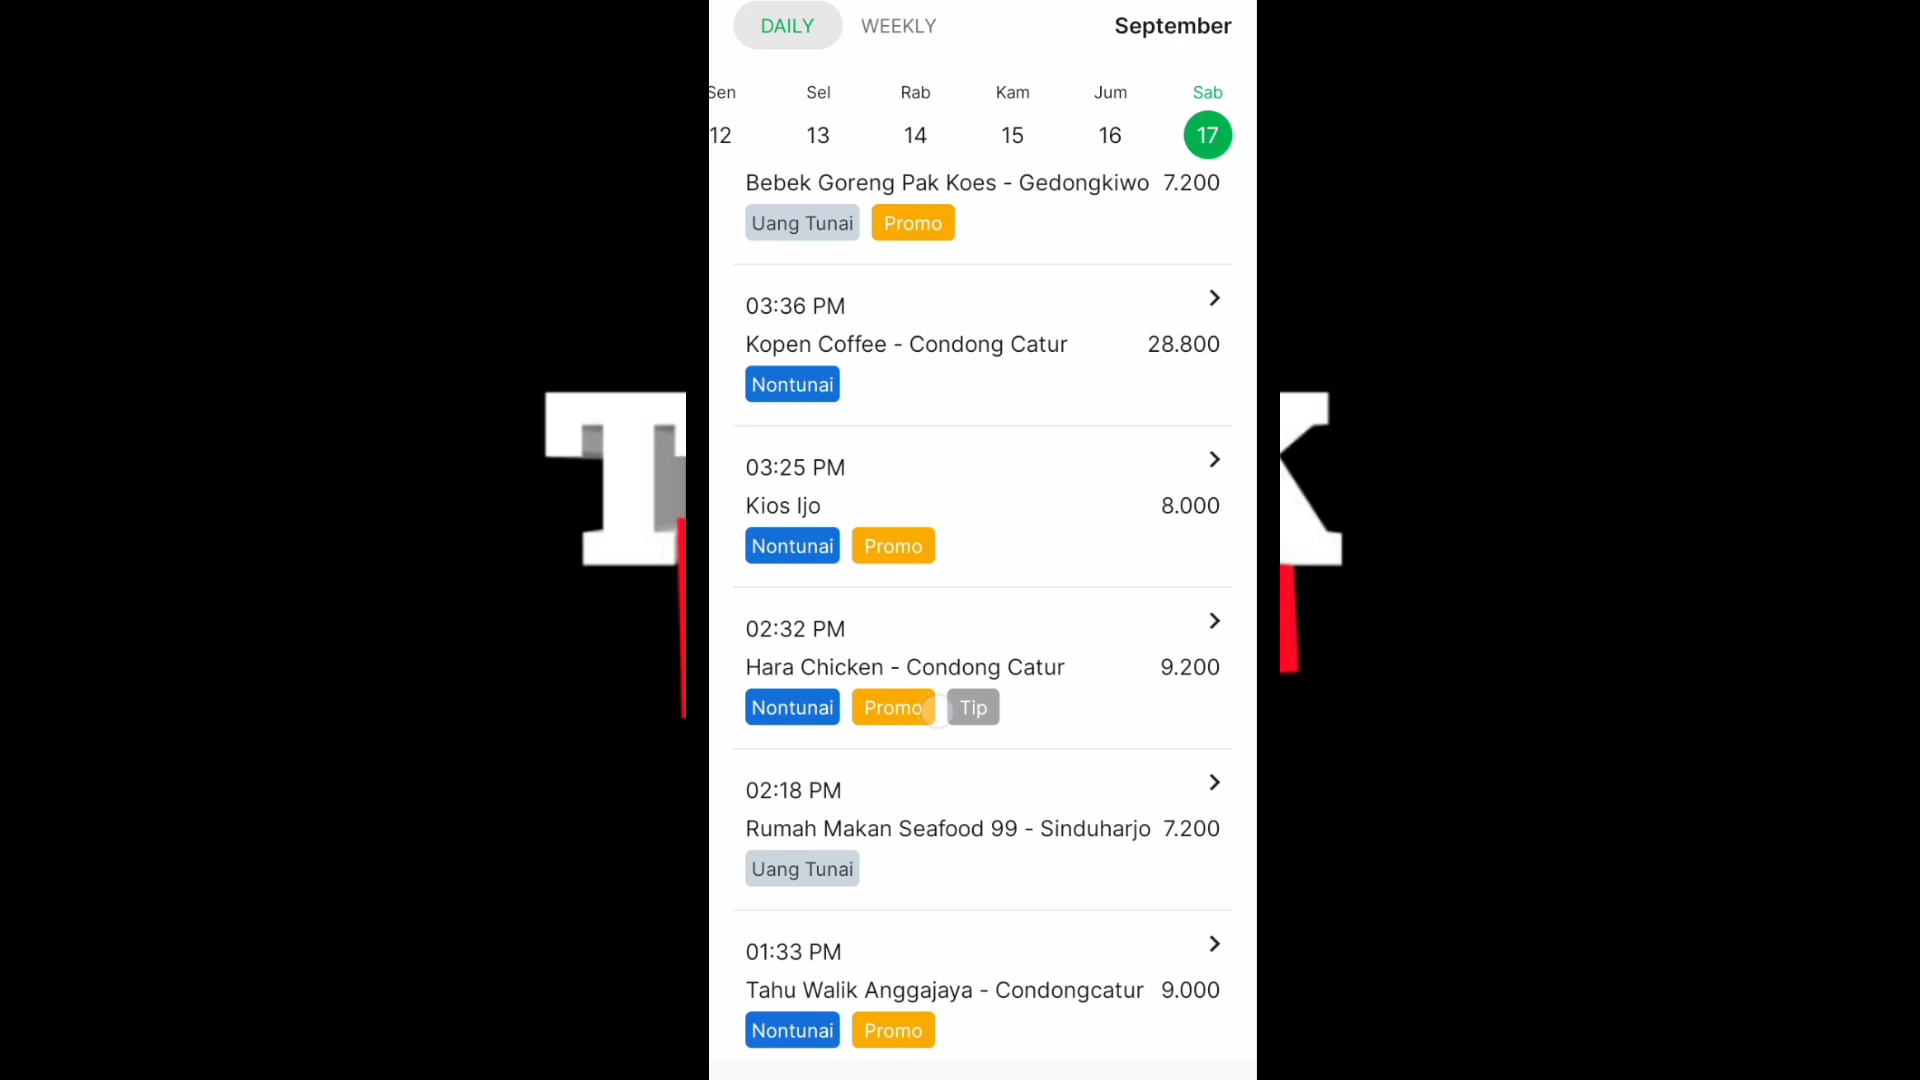 DAILY WEEKLY September
Sen Sel Rab Kam Jum Sab
12 13 14 15 16 17
Bebek Goreng Pak Koes - Gedongkiwo 7.200
Uang Tunai Promo
03:36 PM
Kopen Coffee - Condong Catur 28.800
Nontunai
03:25 PM
Kios Ijo 8.000
Nontunai Promo
02:32 PM
Hara Chicken - Condong Catur 9.200
Nontunai Promo Tip
02:18 PM
Rumah Makan Seafood 99 - Sinduharjo 7.200
Uang Tunai
01:33 PM
Tahu Walik Anggajaya - Condongcatur 9.000
Nontunai Promo